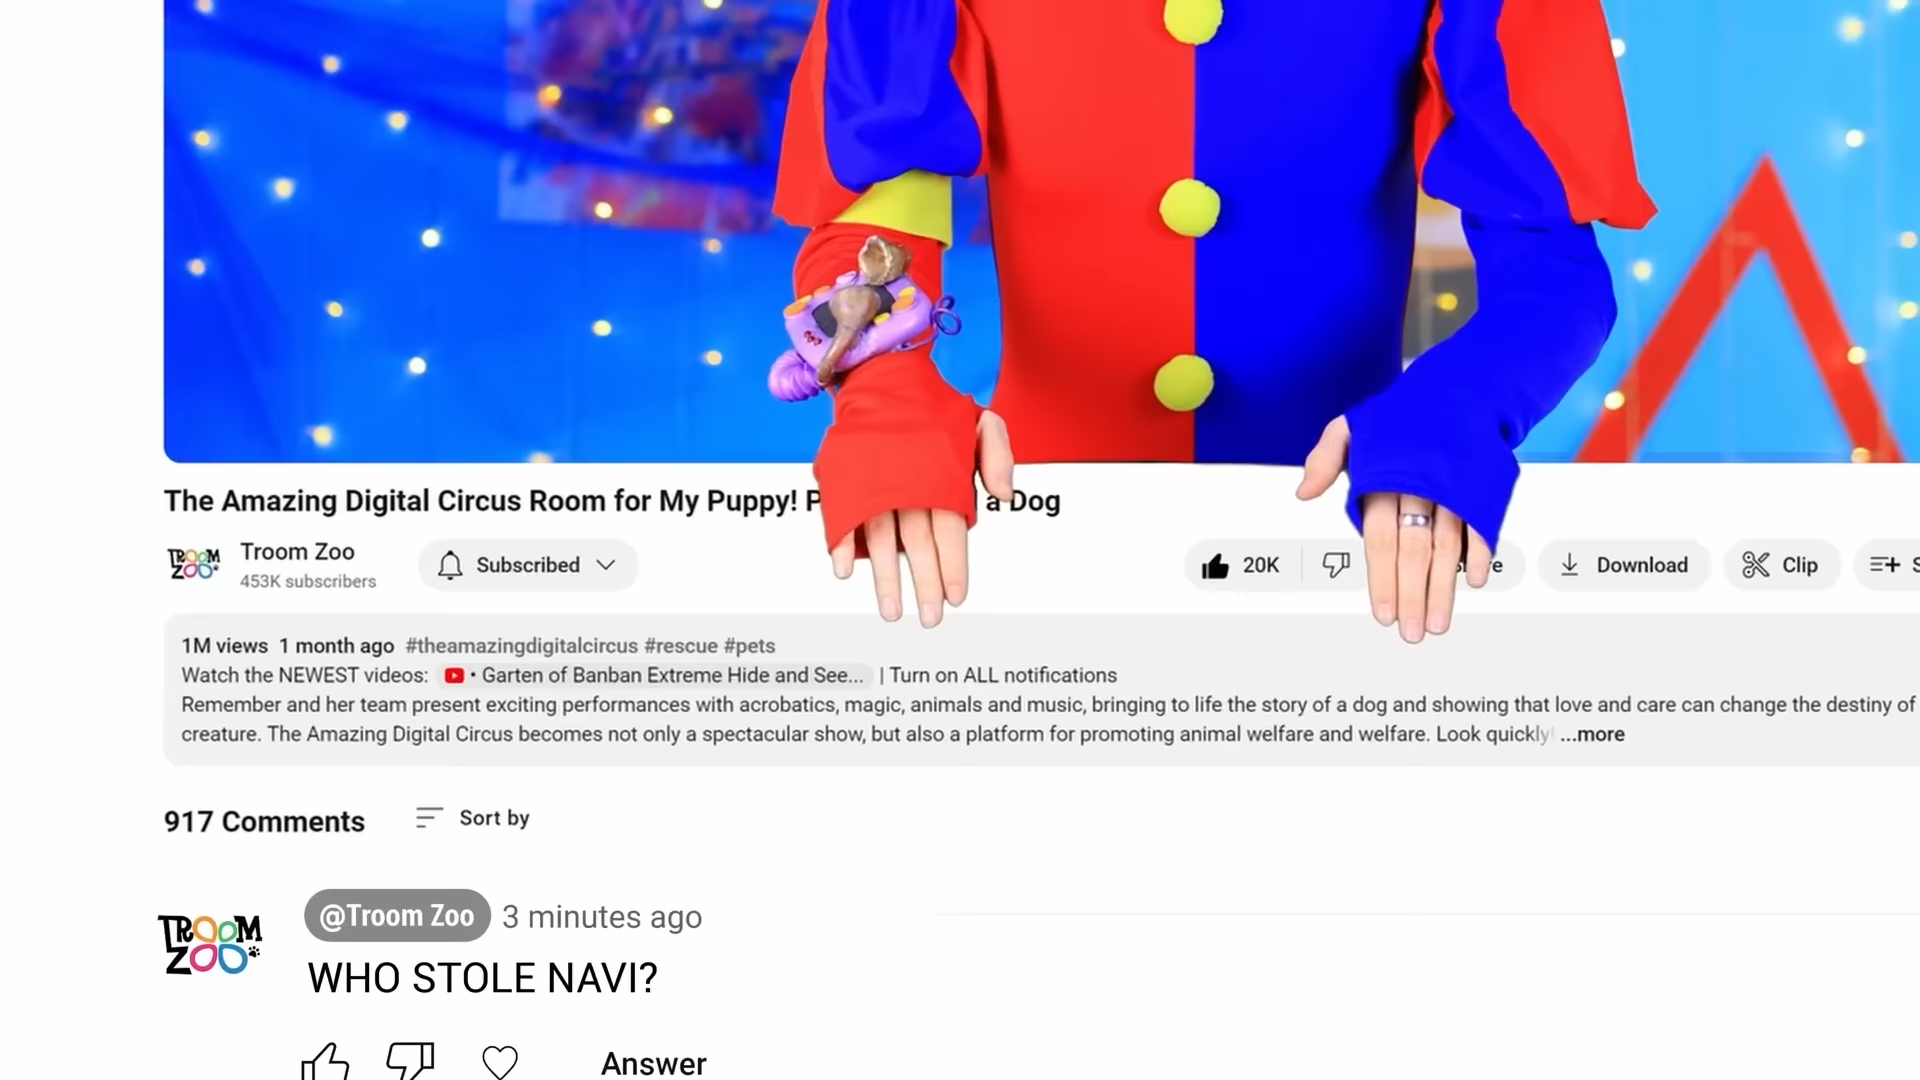 The Amazing Digital Circus Room for My Puppy! a Dog
TROOM
ZOO
Troom Zoo
453K subscribers
Subscribed
20K
Download
Clip
1M views 1 month ago #theamazingdigitalcircus #rescue #pets
Watch the NEWEST videos: • Garten of Banban Extreme Hide and See... | Turn on ALL notifications
Remember and her team present exciting performances with acrobatics, magic, animals and music, bringing to life the story of a dog and showing that love and care can change the destiny of
creature. The Amazing Digital Circus becomes not only a spectacular show, but also a platform for promoting animal welfare and welfare. Look quickly! ...more
917 Comments
Sort by
TROOM
ZOO
@Troom Zoo 3 minutes ago
WHO STOLE NAVI?
Answer